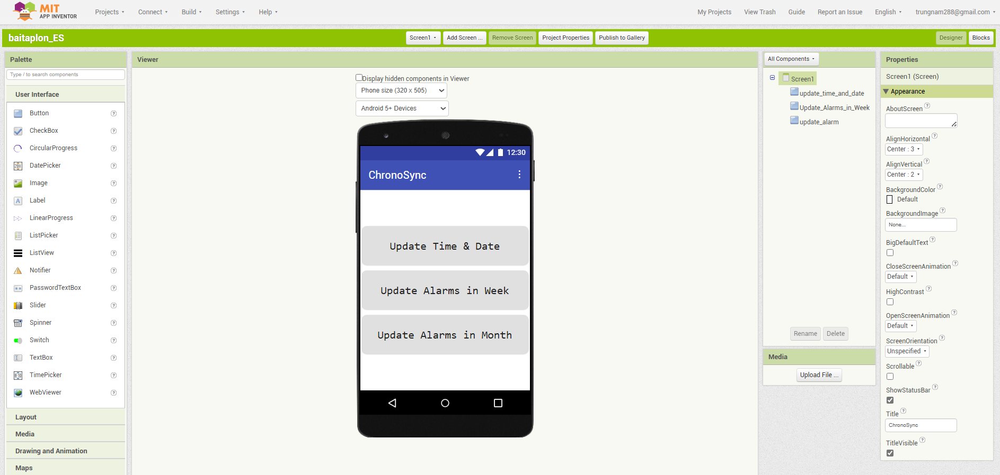 MIT
APP INVENTOR
Projects
Connect
Build
Settings
Help
My Projects
View Trash
Guide
Report an Issue
English
trungnam288@gmail.com
baitaplon_ES
Screen1
Add Screen ...
Remove Screen
Project Properties
Publish to Gallery
Designer
Blocks
Palette
Type / to search components
User Interface
Button
CheckBox
CircularProgress
DatePicker
Image
Label
LinearProgress
ListPicker
ListView
Notifier
PasswordTextBox
Slider
Spinner
Switch
TextBox
TimePicker
WebViewer
Layout
Media
Drawing and Animation
Maps
Viewer
Display hidden components in Viewer
Phone size (320 x 505)
Android 5+ Devices
12:30
ChronoSync
Update Time & Date
Update Alarms in Week
Update Alarms in Month
All Components
Screen1
update_time_and_date
Update_Alarms_in_Week
update_alarm
Rename
Delete
Media
Upload File ...
Properties
Screen1 (Screen)
Appearance
AboutScreen
AlignHorizontal
Center : 3
AlignVertical
Center : 2
BackgroundColor
Default
BackgroundImage
None...
BigDefaultText
CloseScreenAnimation
Default
HighContrast
OpenScreenAnimation
Default
ScreenOrientation
Unspecified
Scrollable
ShowStatusBar
Title
ChronoSync
TitleVisible